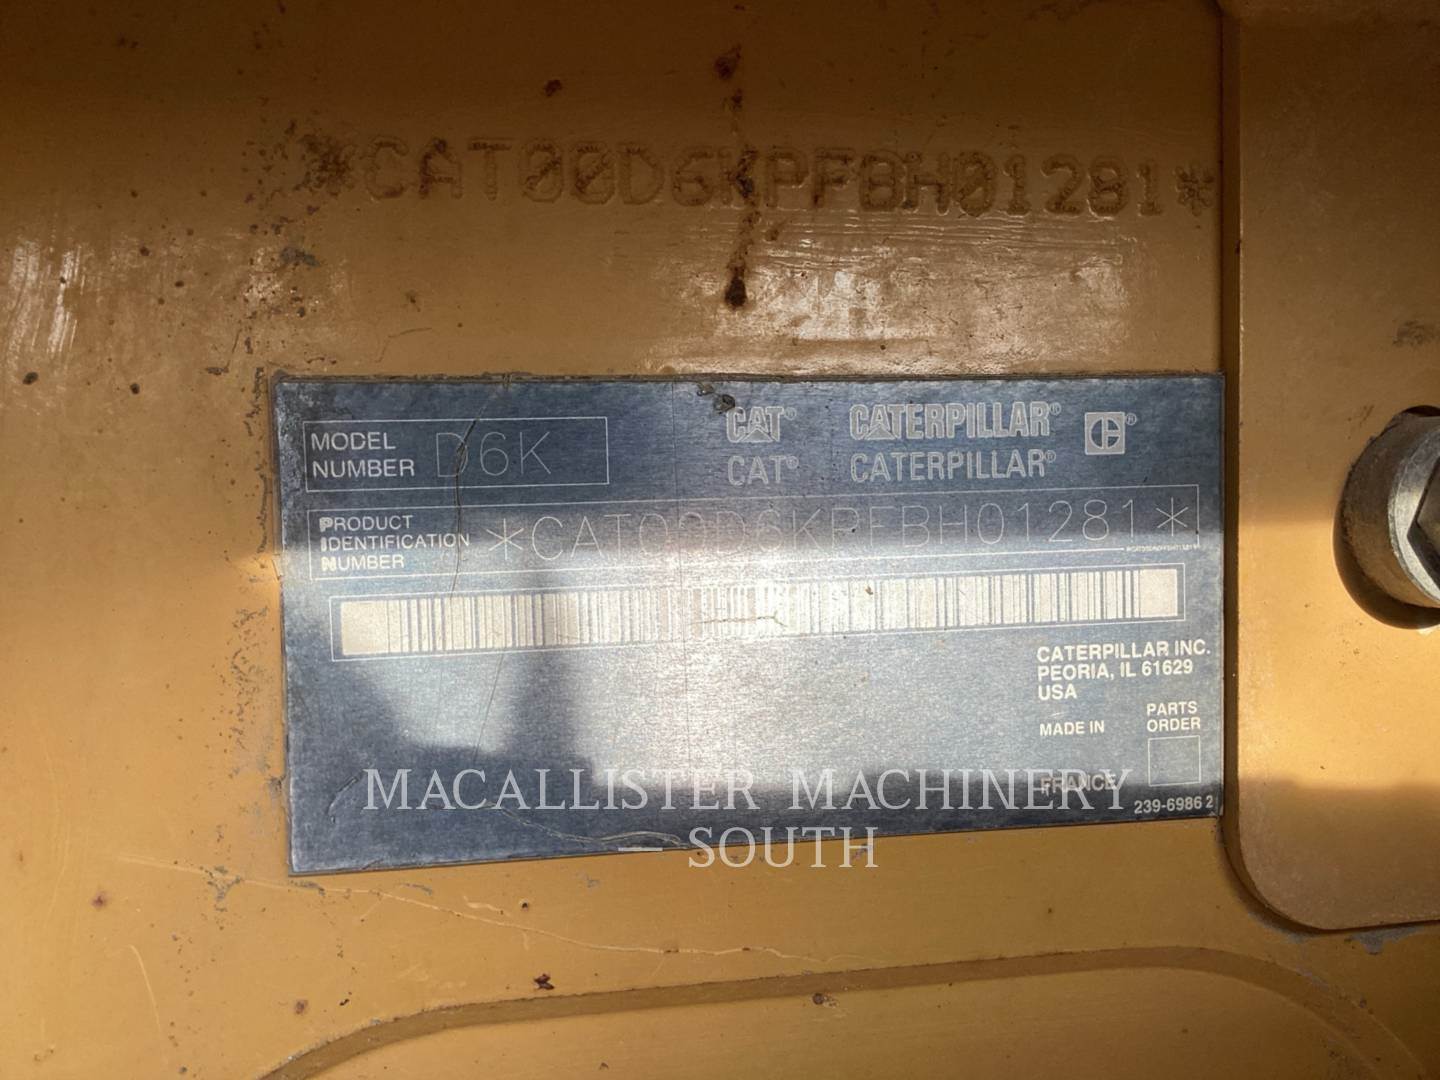 *CAT00D6KPFBH01281*
MODEL NUMBER D6K
CAT® CATERPILLAR® ®
CAT® CATERPILLAR®
PRODUCT IDENTIFICATION NUMBER *CAT00D6KPFBH01281*
CATERPILLAR INC.
PEORIA, IL 61629
USA
MADE IN
FRANCE
PARTS
ORDER
239-6986 2
MACALLISTER MACHINERY
— SOUTH